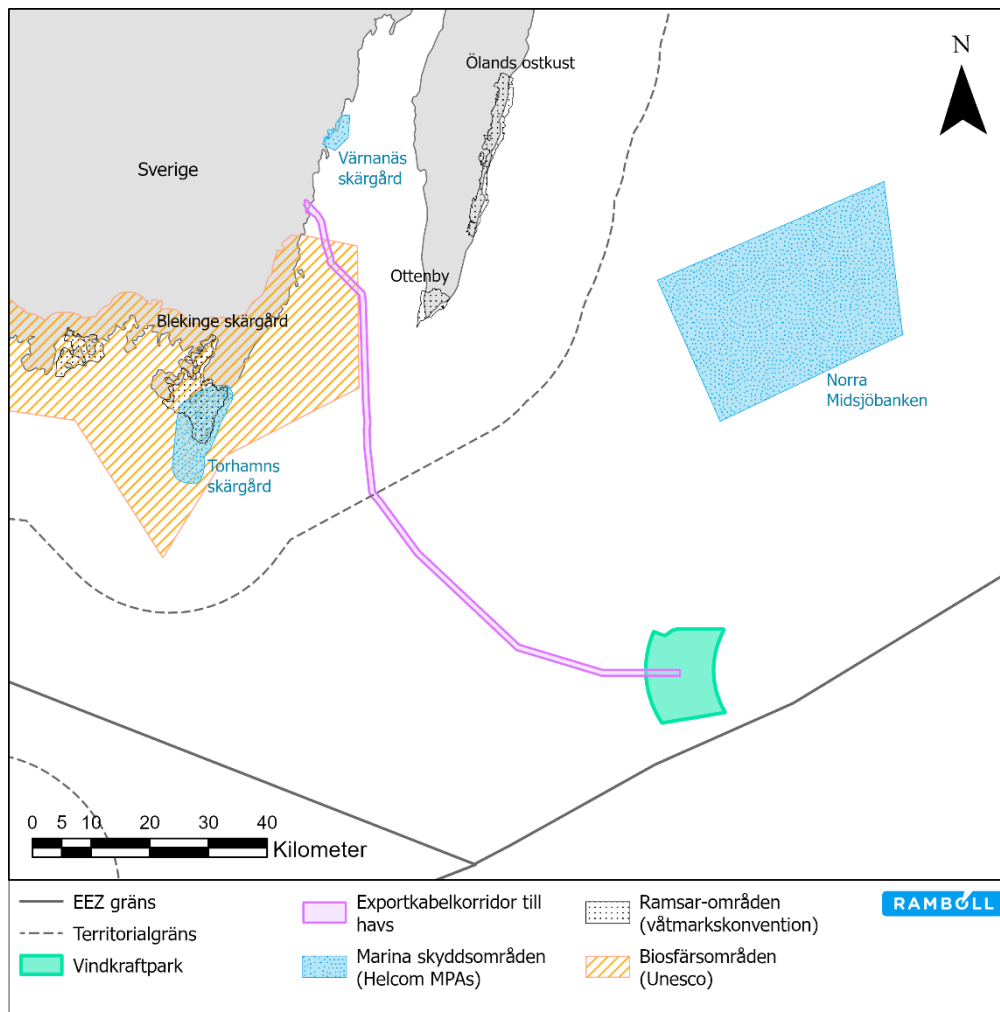 N
Ölands ostkust
Värnanäs
skärgård
Sverige
Ottenby
Blekinge skärgård
Norra
Midsjöbanken
Torhamns
skärgård
0 5 10 20 30 40
Kilometer
EEZ gräns
Territorialgräns
Vindkraftpark
Exportkabelkorridor till
havs
Marina skyddsområden
(Helcom MPAs)
Ramsar-områden
(våtmarkskonvention)
Biosfärsområden
(Unesco)
RAMBOLL